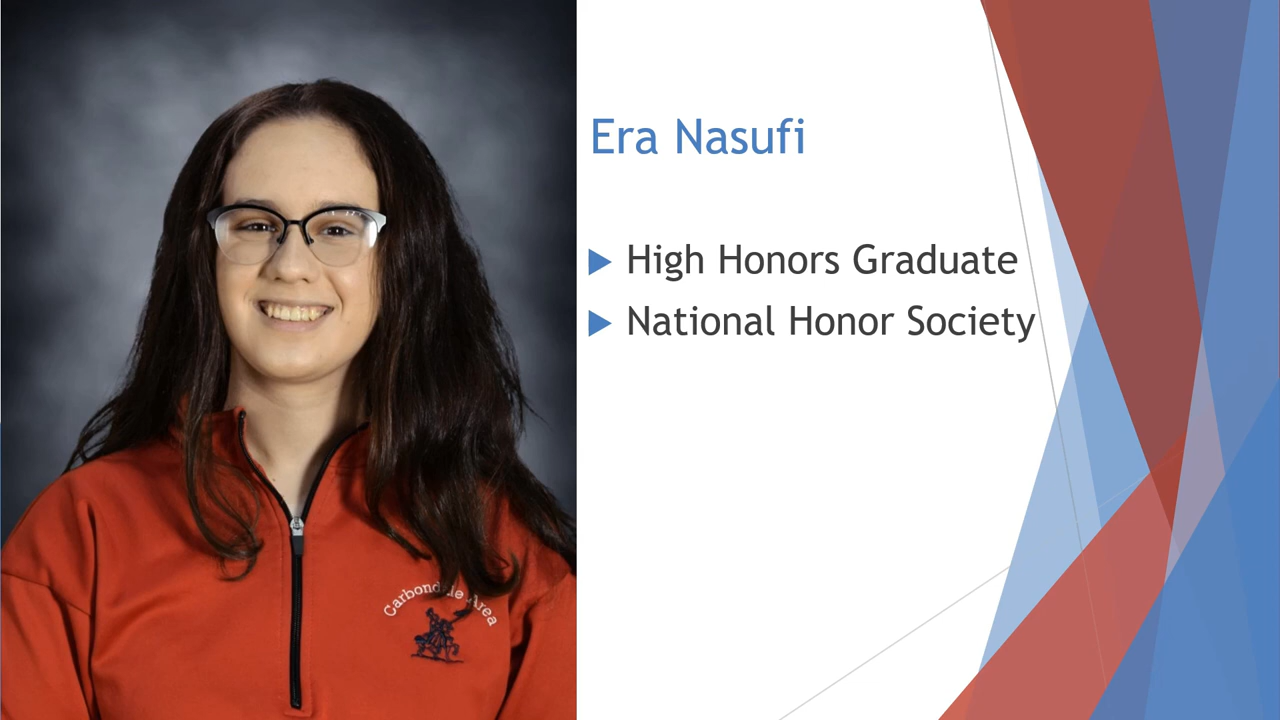 Era Nasufi
High Honors Graduate
National Honor Society
Carbondale Area